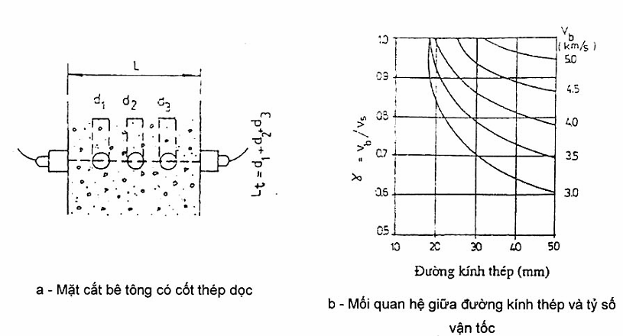 L
d1 d2 d3
Lt = d1 + d2 + d3
a - Mặt cắt bê tông có cốt thép dọc
Vb
(km/s)
1.0
0.9
0.8
0.7
0.6
0.5
γ = Vb / Vs
5.0
4.5
4.0
3.5
3.0
10 20 30 40 50
Đường kính thép (mm)
b - Mối quan hệ giữa đường kính thép và tỷ số
vận tốc